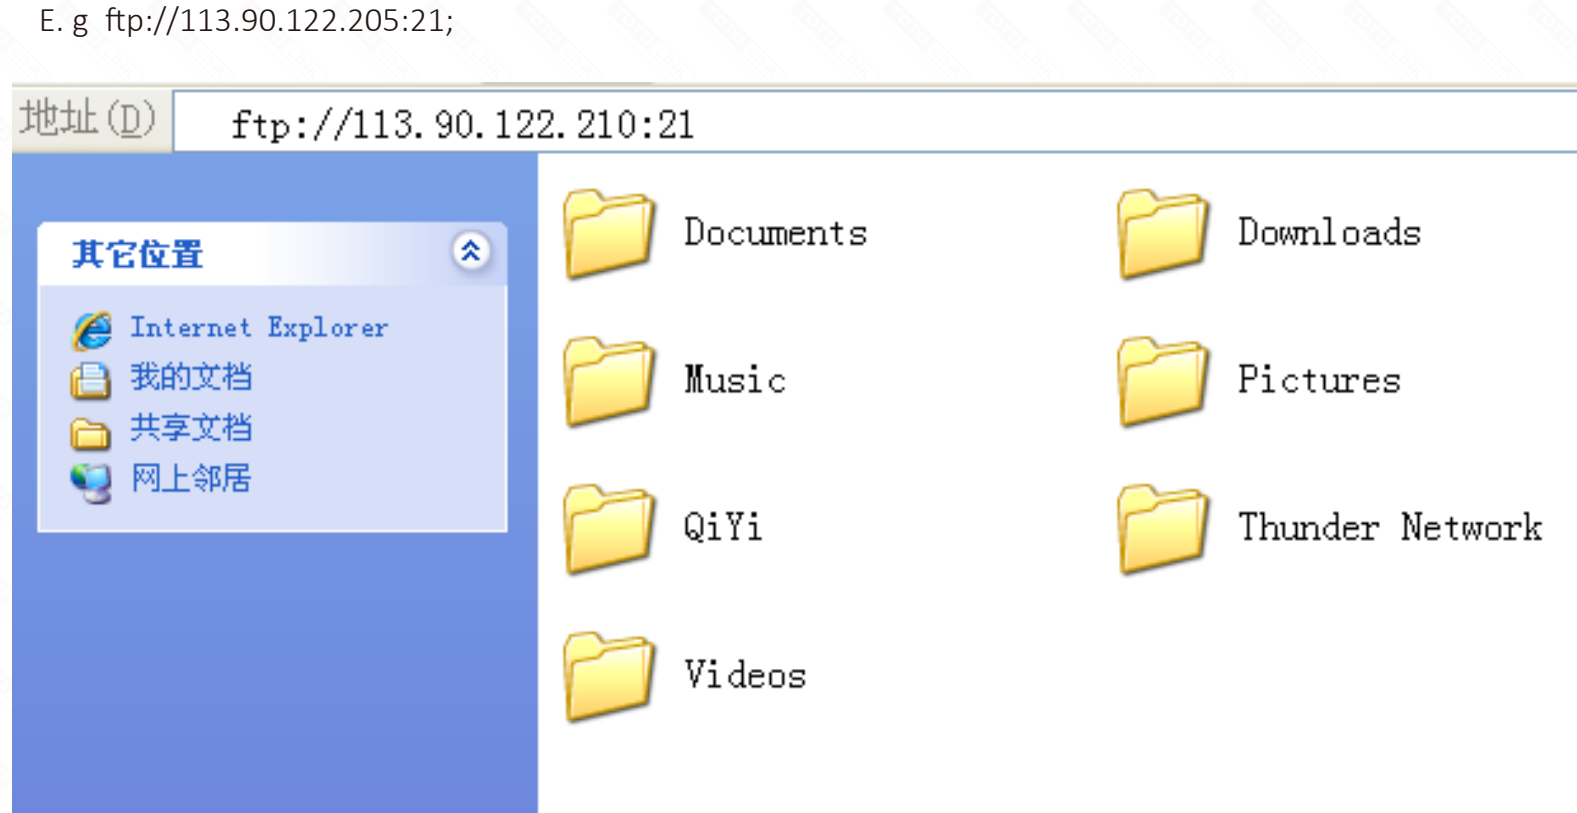 E. g ftp://113.90.122.205:21;
地址(D) ftp://113.90.122.210:21
其它位置
Internet Explorer
我的文档
共享文档
网上邻居
Documents
Downloads
Music
Pictures
QiYi
Thunder Network
Videos